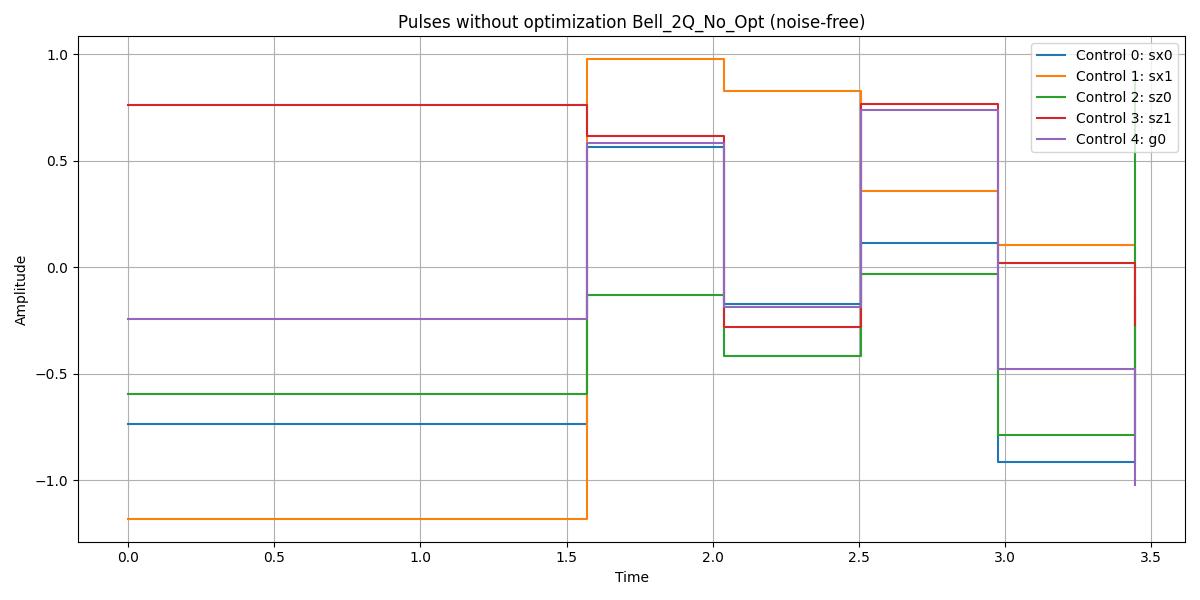 Pulses without optimization Bell_2Q_No_Opt (noise-free)
Control 0: sx0
Control 1: sx1
Control 2: sz0
Control 3: sz1
Control 4: g0
Amplitude
1.0
0.5
0.0
−0.5
−1.0
0.0 0.5 1.0 1.5 2.0 2.5 3.0 3.5
Time